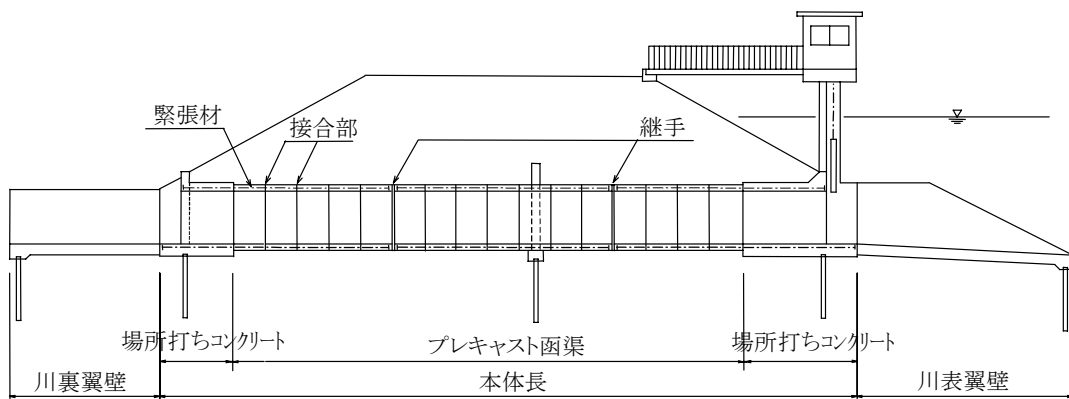 緊張材
接合部
継手
場所打ちコンクリート
プレキャスト函渠
場所打ちコンクリート
川裏翼壁
本体長
川表翼壁